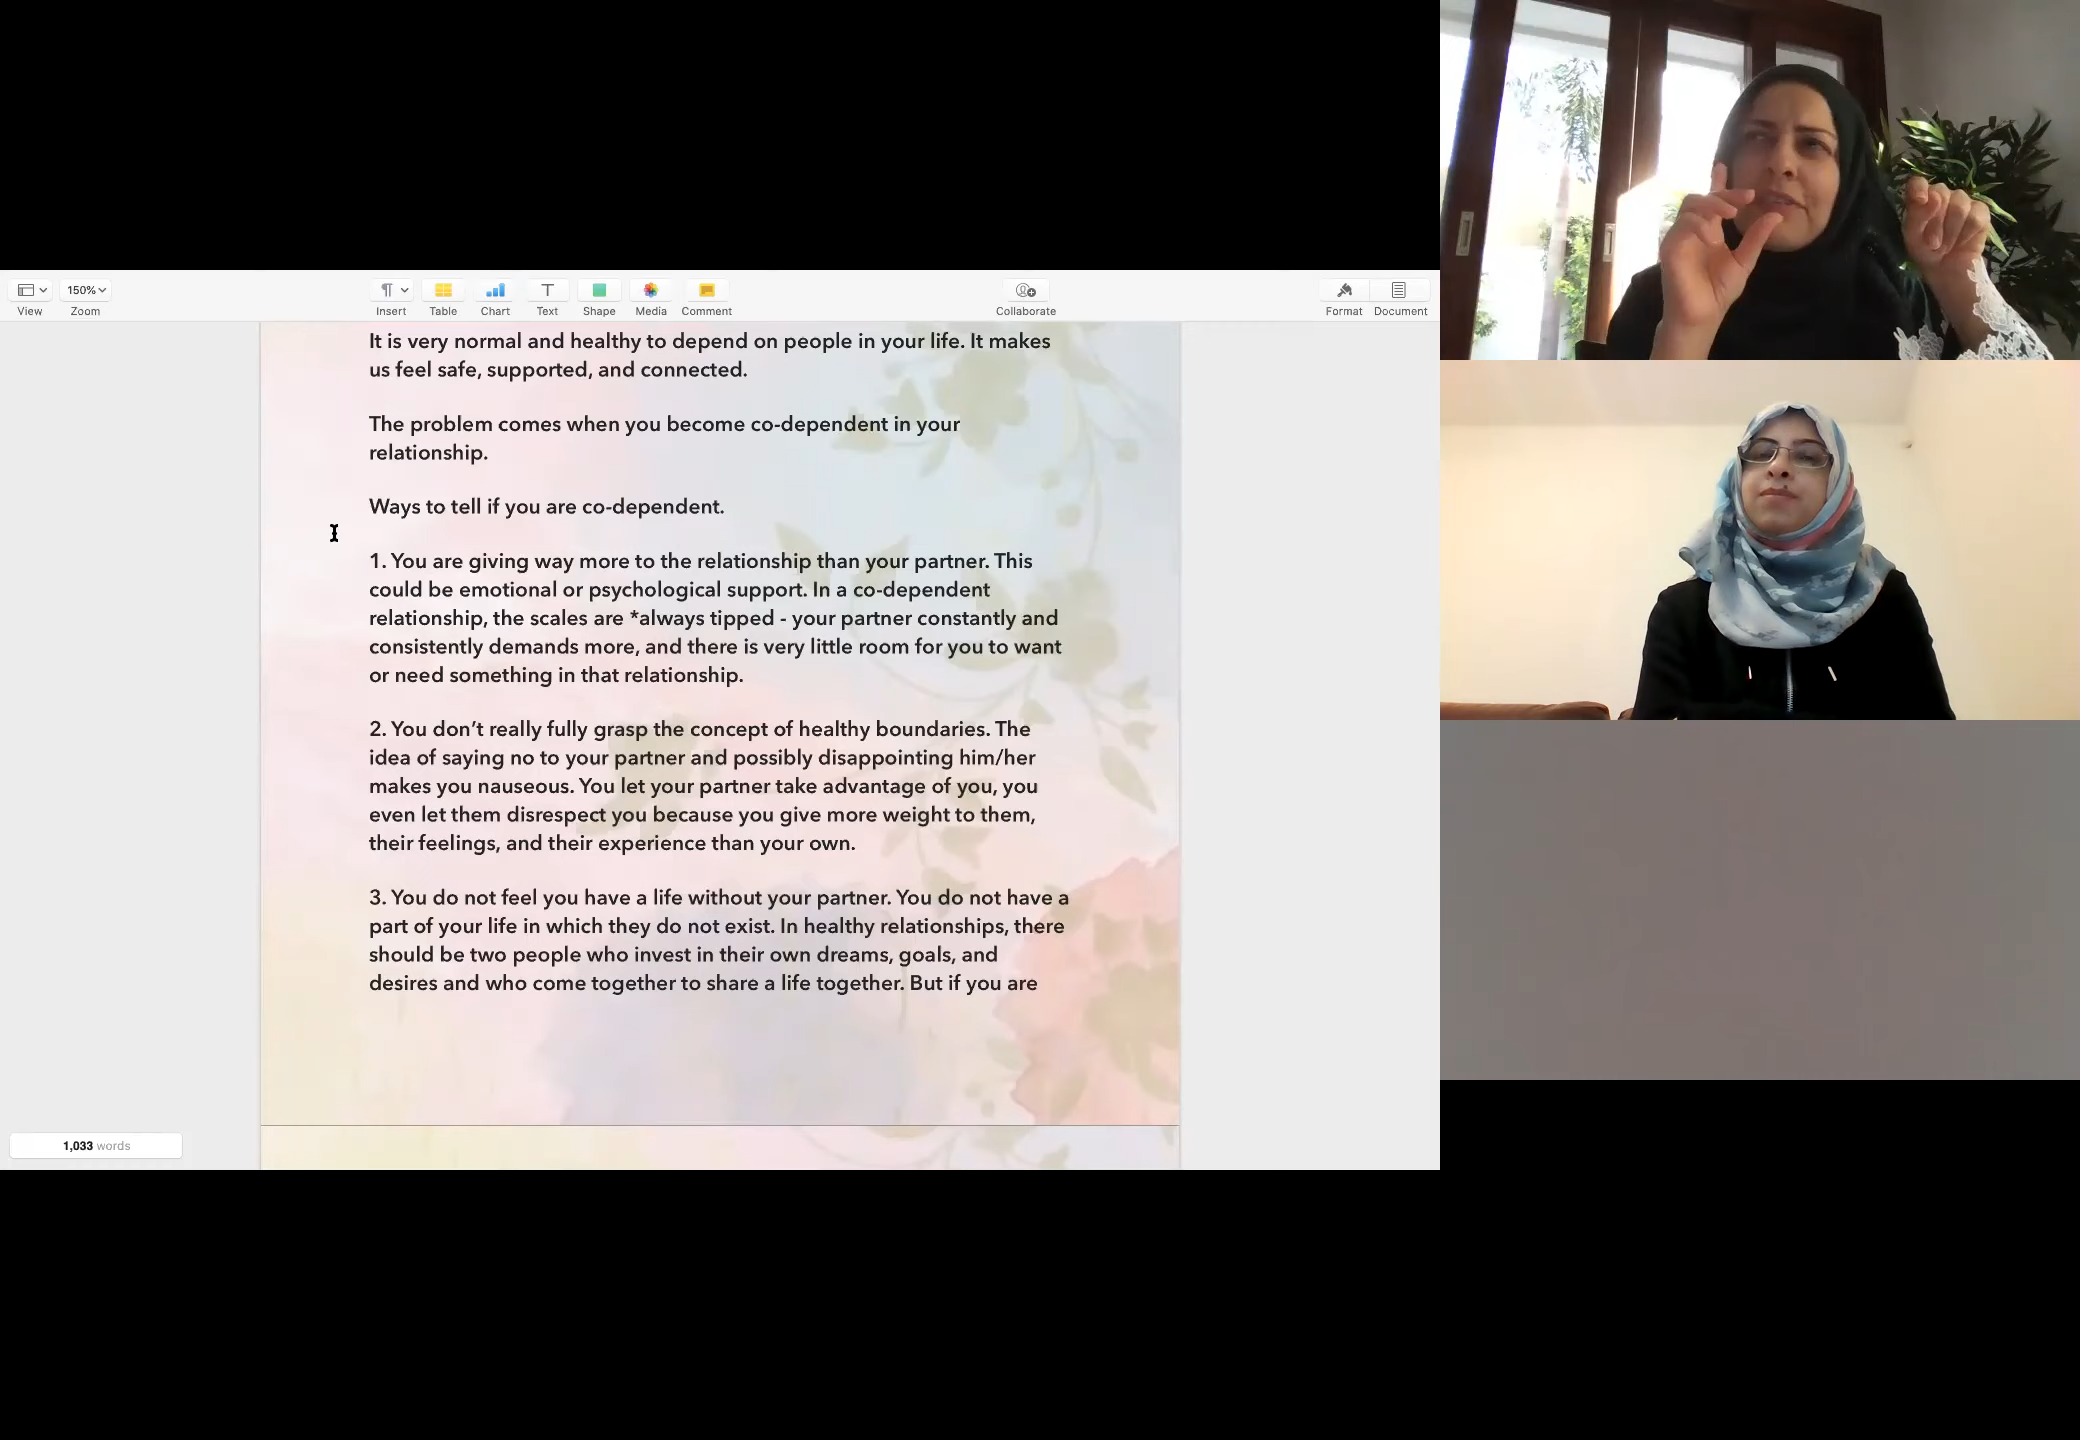 150%
View
Zoom
Insert
Table
Chart
Text
Shape
Media
Comment
Collaborate
Format
Document
It is very normal and healthy to depend on people in your life. It makes
us feel safe, supported, and connected.
The problem comes when you become co-dependent in your
relationship.
Ways to tell if you are co-dependent.
1. You are giving way more to the relationship than your partner. This
could be emotional or psychological support. In a co-dependent
relationship, the scales are *always tipped - your partner constantly and
consistently demands more, and there is very little room for you to want
or need something in that relationship.
2. You don’t really fully grasp the concept of healthy boundaries. The
idea of saying no to your partner and possibly disappointing him/her
makes you nauseous. You let your partner take advantage of you, you
even let them disrespect you because you give more weight to them,
their feelings, and their experience than your own.
3. You do not feel you have a life without your partner. You do not have a
part of your life in which they do not exist. In healthy relationships, there
should be two people who invest in their own dreams, goals, and
desires and who come together to share a life together. But if you are
1,033 words